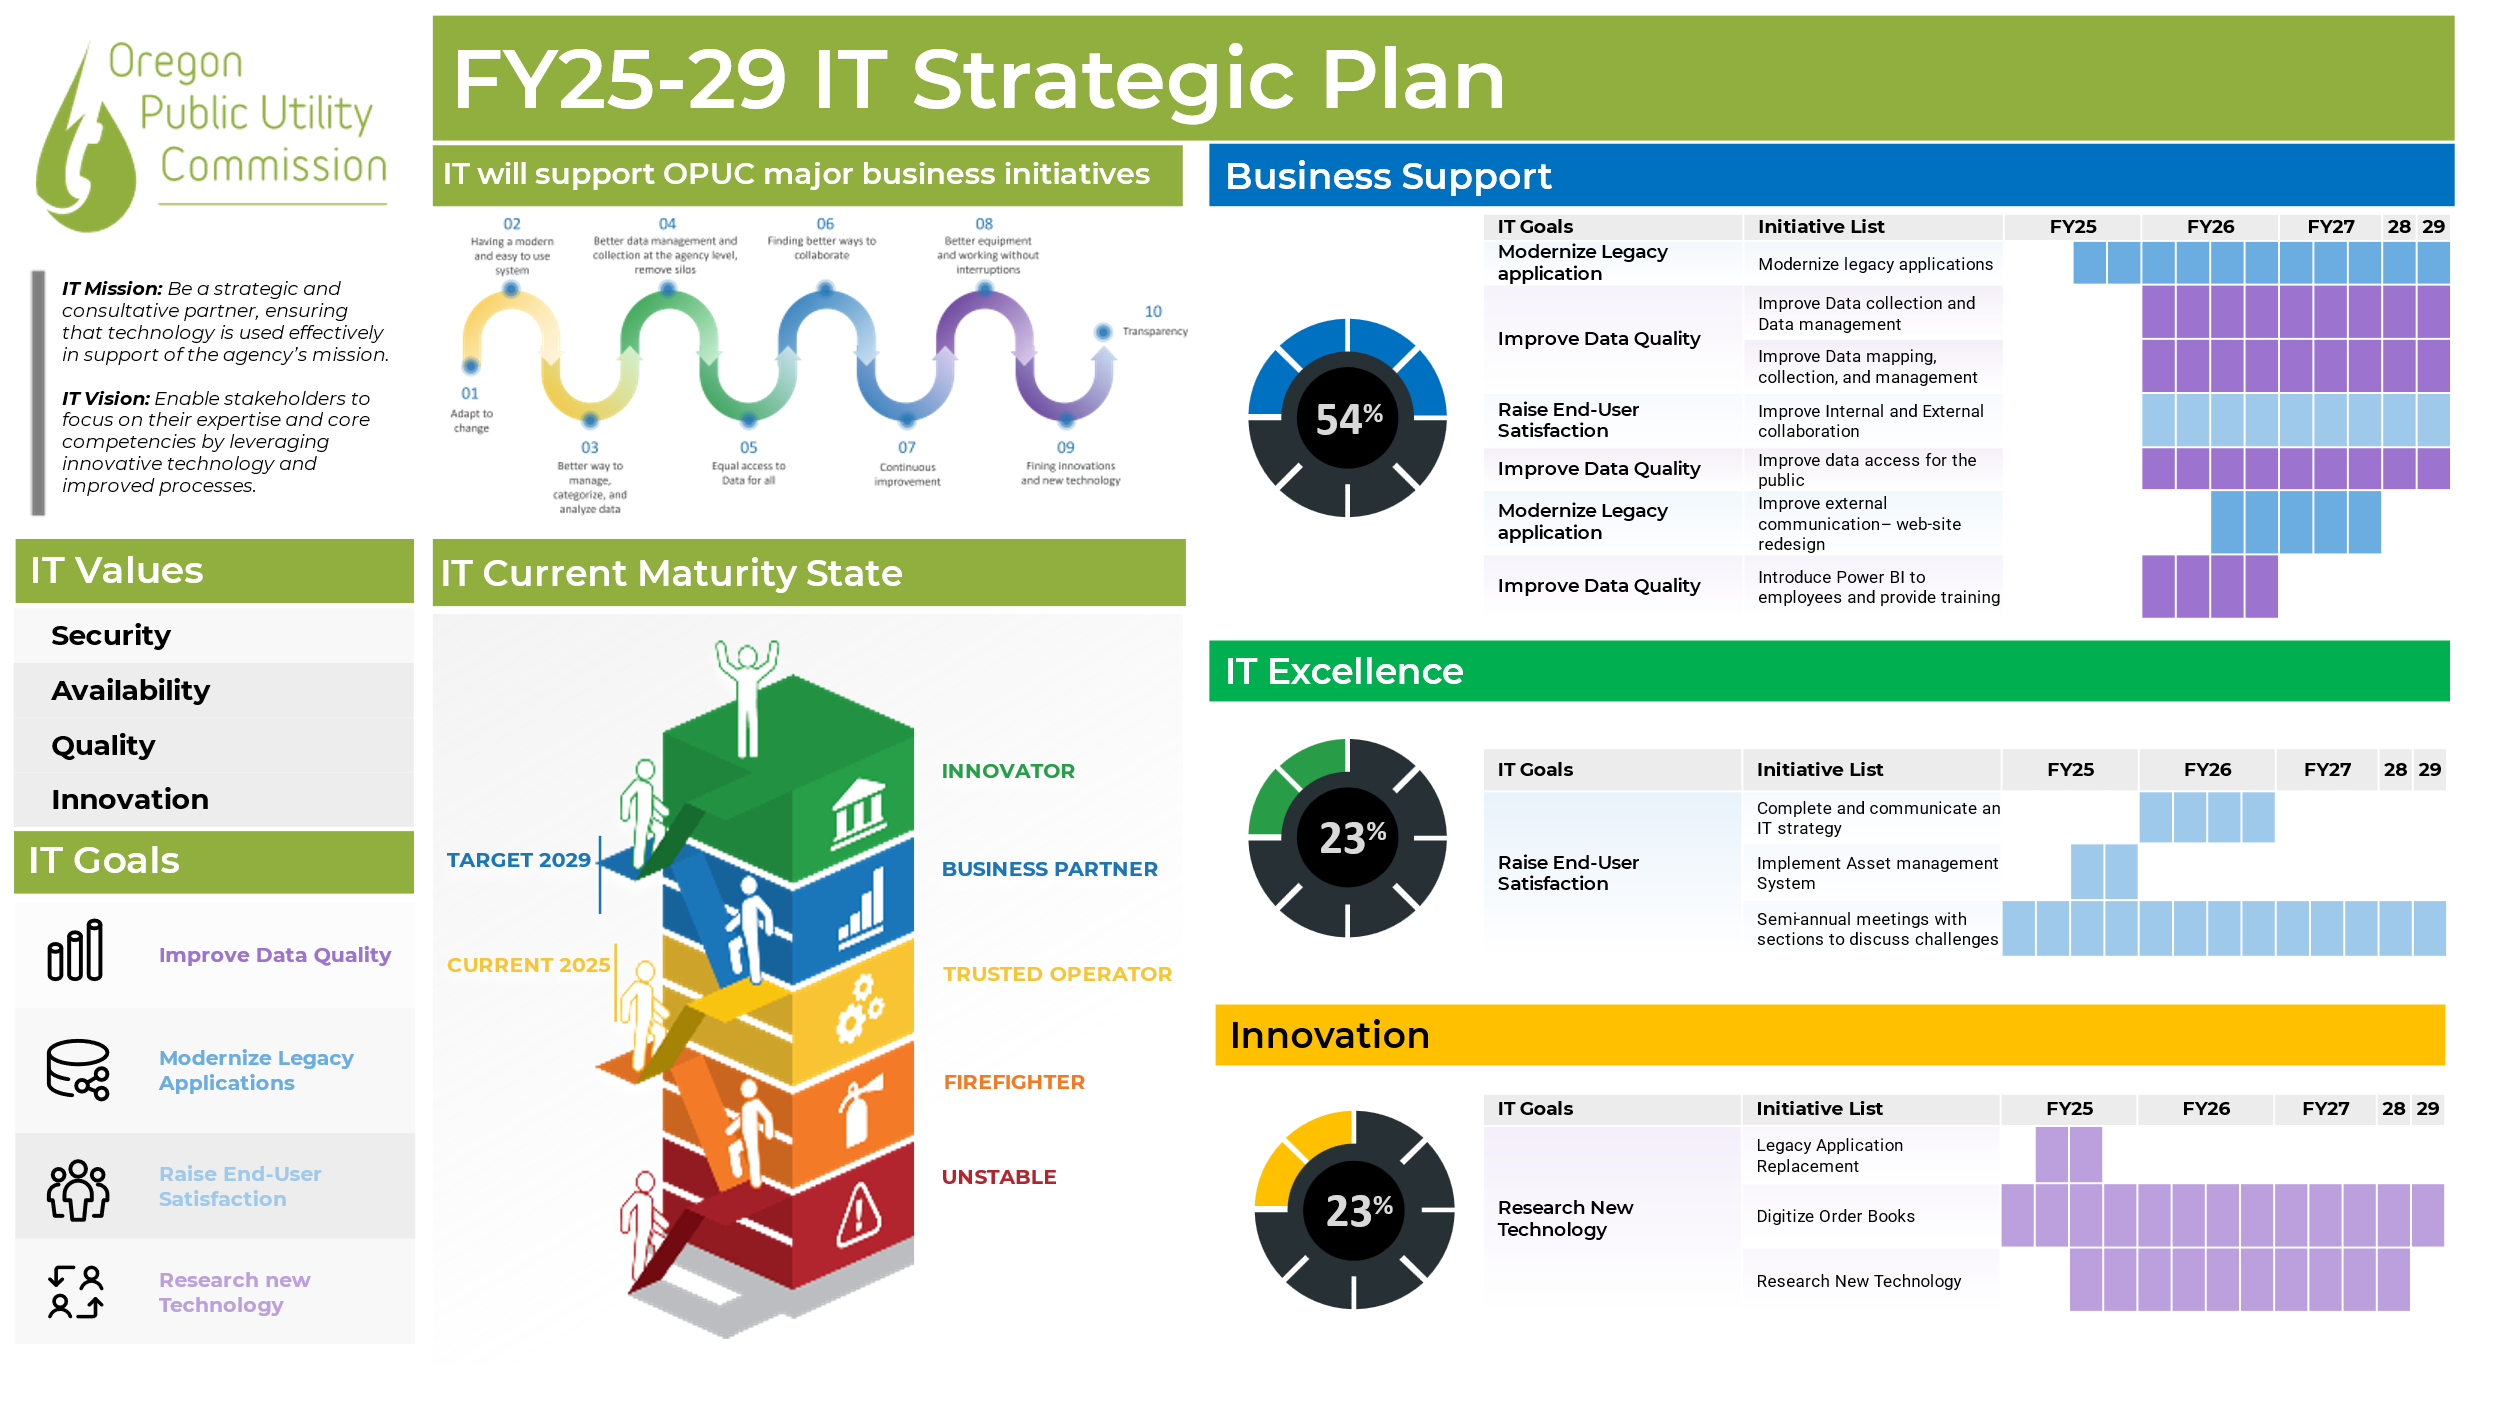 Oregon
Public Utility
Commission
FY25-29 IT Strategic Plan
IT Mission: Be a strategic and
consultative partner, ensuring
that technology is used effectively
in support of the agency's mission.
IT Vision: Enable stakeholders to
focus on their expertise and core
competencies by leveraging
innovative technology and
improved processes.
IT Values
Security
Availability
Quality
Innovation
IT Goals
Improve Data Quality
Modernize Legacy
Applications
Raise End-User
Satisfaction
Research new
Technology
IT will support OPUC major business initiatives
01
Adapt to
change
02
Having a modern
and easy to use
system
03
Better way to
manage,
categorize, and
analyze data
04
Better data management and
collection at the agency level,
remove silos
05
Equal access to
Data for all
06
Finding better ways to
collaborate
07
Continuous
improvement
08
Better equipment
and working without
interruptions
09
Fining innovations
and new technology
10
Transparency
IT Current Maturity State
INNOVATOR
TARGET 2029
BUSINESS PARTNER
CURRENT 2025
TRUSTED OPERATOR
FIREFIGHTER
UNSTABLE
Business Support
54%
IT Goals Initiative List FY25 FY26 FY27 28 29
Modernize Legacy
application
Modernize legacy applications
Improve Data Quality
Improve Data collection and
Data management
Improve Data mapping,
collection, and management
Raise End-User
Satisfaction
Improve Internal and External
collaboration
Improve Data Quality
Improve data access for the
public
Modernize Legacy
application
Improve external
communication– web-site
redesign
Improve Data Quality
Introduce Power BI to
employees and provide training
IT Excellence
23%
IT Goals Initiative List FY25 FY26 FY27 28 29
Raise End-User
Satisfaction
Complete and communicate an
IT strategy
Implement Asset management
System
Semi-annual meetings with
sections to discuss challenges
Innovation
23%
IT Goals Initiative List FY25 FY26 FY27 28 29
Research New
Technology
Legacy Application
Replacement
Digitize Order Books
Research New Technology